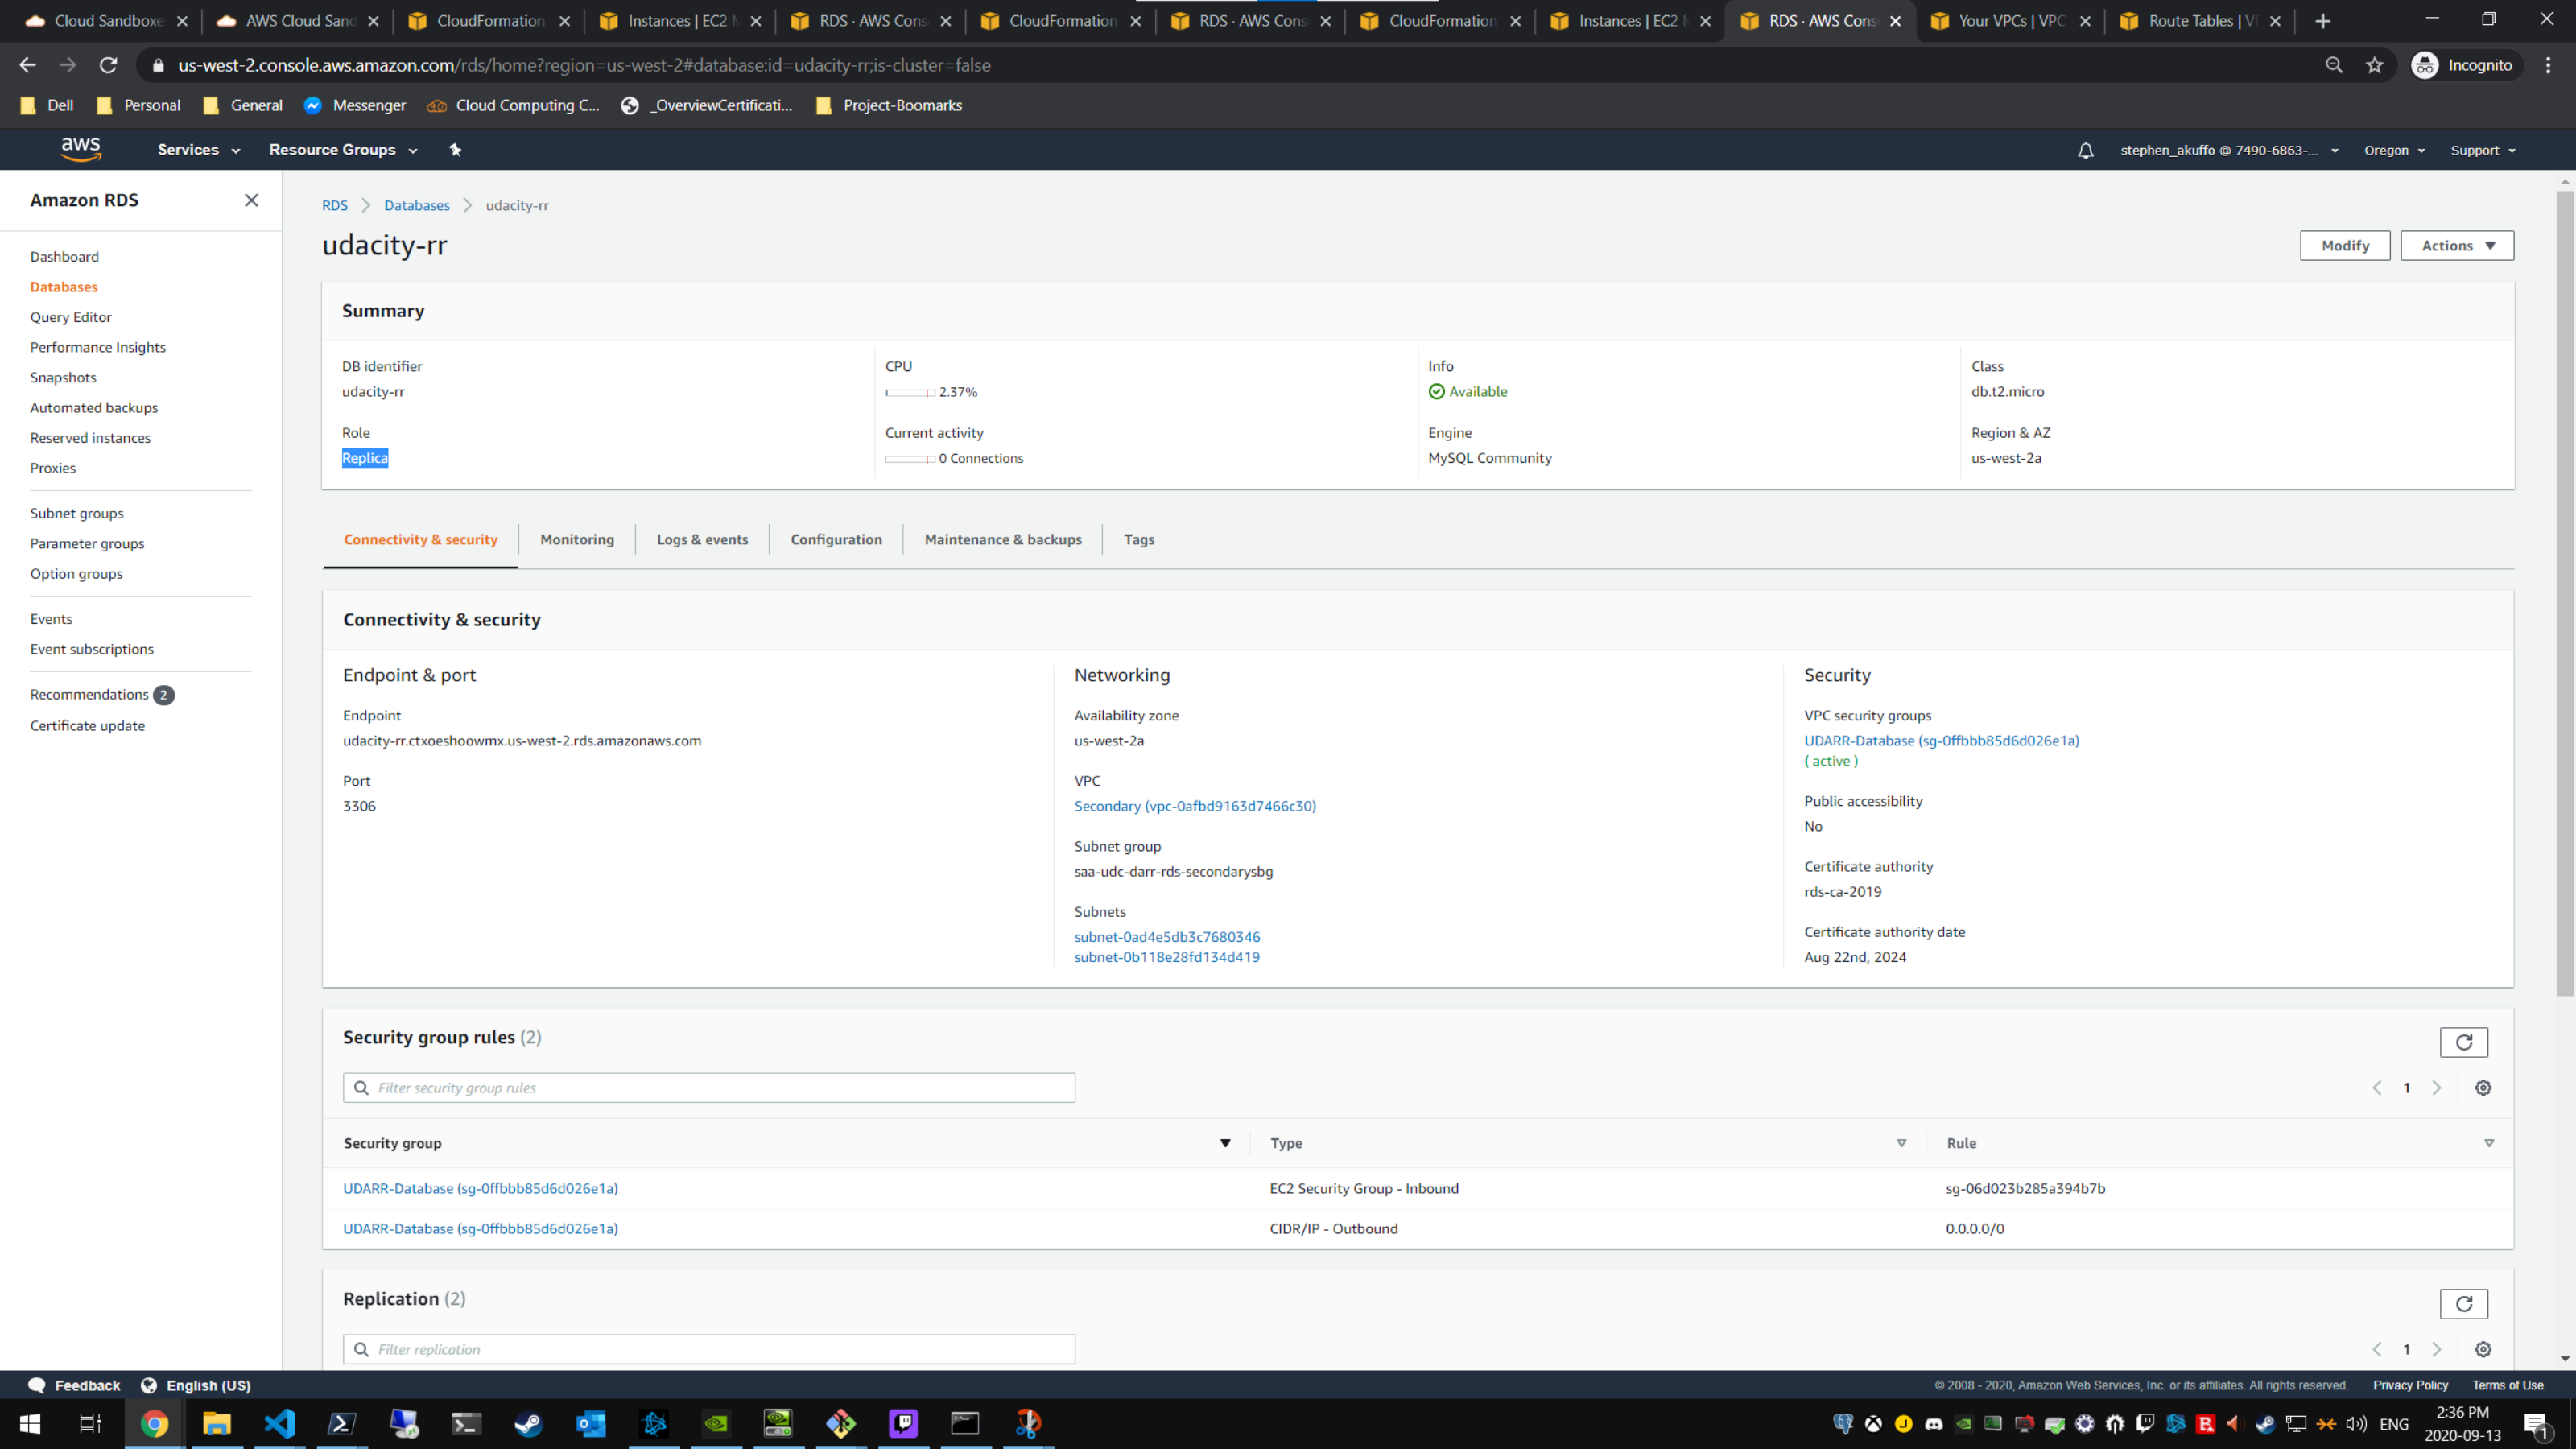 Cloud Sandboxe
AWS Cloud Sand
CloudFormation
Instances | EC2 M
RDS · AWS Cons
CloudFormation
RDS · AWS Cons
CloudFormation
Instances | EC2 M
RDS · AWS Cons
Your VPCs | VPC
Route Tables | VP
us-west-2.console.aws.amazon.com/rds/home?region=us-west-2#database:id=udacity-rr;is-cluster=false
Incognito
Dell
Personal
General
Messenger
Cloud Computing C...
_OverviewCertificati...
Project-Boomarks
aws
Services
Resource Groups
stephen_akuffo @ 7490-6863-...
Oregon
Support
Amazon RDS
Dashboard
Databases
Query Editor
Performance Insights
Snapshots
Automated backups
Reserved instances
Proxies
Subnet groups
Parameter groups
Option groups
Events
Event subscriptions
Recommendations 2
Certificate update
RDS > Databases > udacity-rr
udacity-rr
Modify
Actions
Summary
DB identifier
udacity-rr
CPU
2.37%
Info
Available
Class
db.t2.micro
Role
Replica
Current activity
0 Connections
Engine
MySQL Community
Region & AZ
us-west-2a
Connectivity & security
Monitoring
Logs & events
Configuration
Maintenance & backups
Tags
Connectivity & security
Endpoint & port
Endpoint
udacity-rr.ctxoeshoowmx.us-west-2.rds.amazonaws.com
Port
3306
Networking
Availability zone
us-west-2a
VPC
Secondary (vpc-0afbd9163d7466c30)
Subnet group
saa-udc-darr-rds-secondarysbg
Subnets
subnet-0ad4e5db3c7680346
subnet-0b118e28fd134d419
Security
VPC security groups
UDARR-Database (sg-0ffbbb85d6d026e1a)
( active )
Public accessibility
No
Certificate authority
rds-ca-2019
Certificate authority date
Aug 22nd, 2024
Security group rules (2)
Filter security group rules
1
Security group
Type
Rule
UDARR-Database (sg-0ffbbb85d6d026e1a)
EC2 Security Group - Inbound
sg-06d023b285a394b7b
UDARR-Database (sg-0ffbbb85d6d026e1a)
CIDR/IP - Outbound
0.0.0.0/0
Replication (2)
Filter replication
1
Feedback
English (US)
© 2008 - 2020, Amazon Web Services, Inc. or its affiliates. All rights reserved.
Privacy Policy
Terms of Use
ENG
2:36 PM
2020-09-13
1